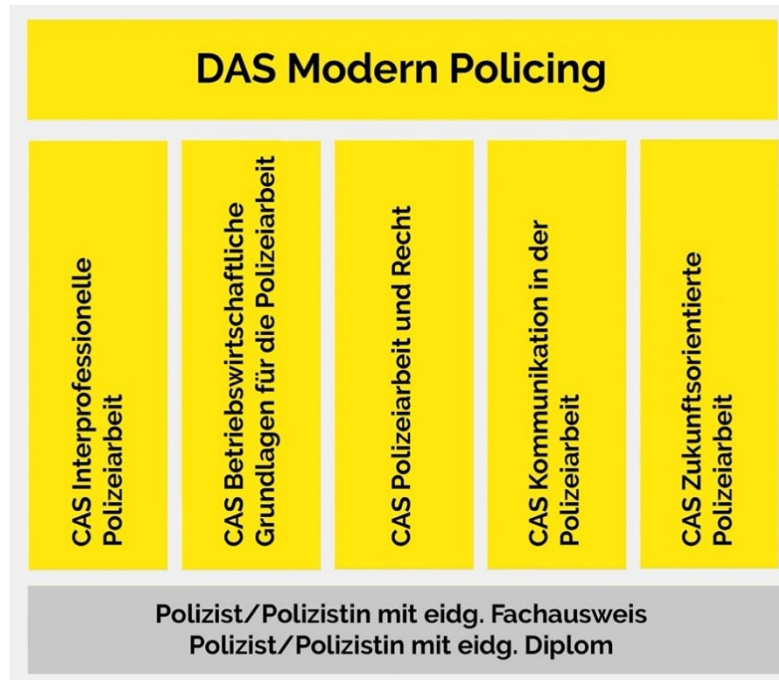 DAS Modern Policing
CAS Interprofessionelle
Polizeiarbeit
CAS Betriebswirtschaftliche
Grundlagen für die Polizeiarbeit
CAS Polizeiarbeit und Recht
CAS Kommunikation in der
Polizeiarbeit
CAS Zukunftsorientierte
Polizeiarbeit
Polizist/Polizistin mit eidg. Fachausweis
Polizist/Polizistin mit eidg. Diplom